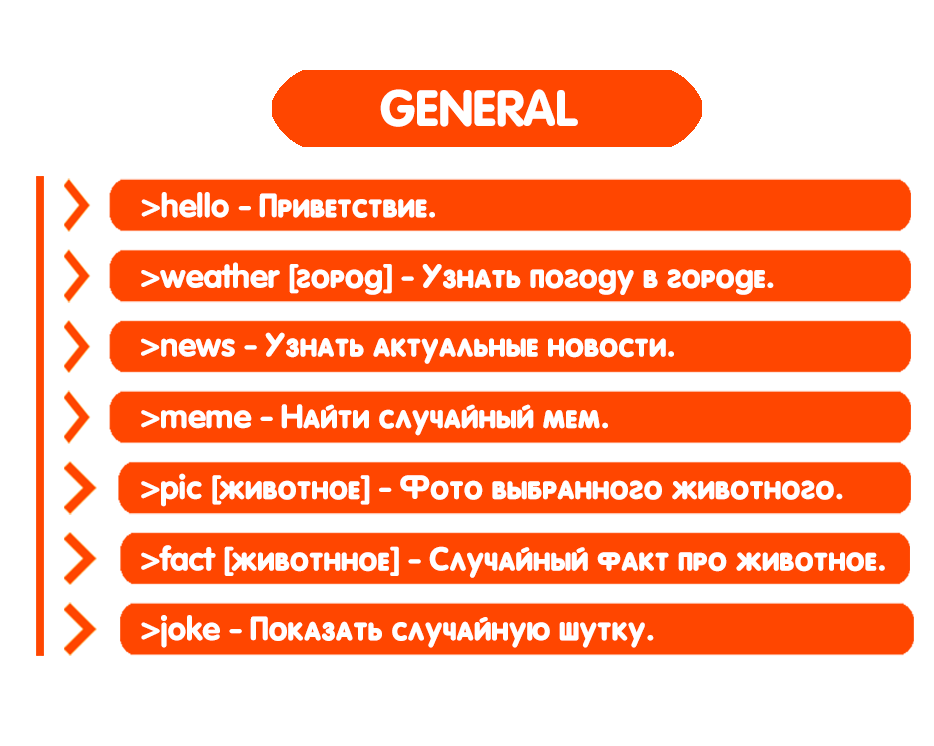 GENERAL
>hello - Приветствие.
>weather [город] - Узнать погоду в городе.
>news - Узнать актуальные новости.
>meme - Найти случайный мем.
>pic [животное] - Фото выбранного животного.
>fact [животнное] - Случайный факт про животное.
>joke - Показать случайную шутку.